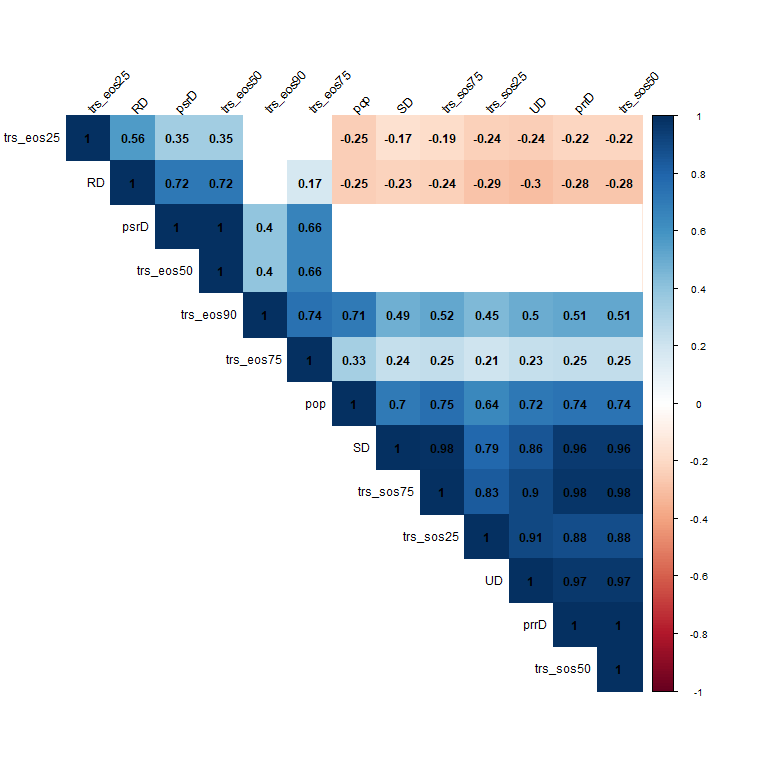 trs_eos25 RD psrD trs_eos50 trs_eos90 trs_eos75 pop SD trs_sos75 trs_sos25 UD prrD trs_sos50
trs_eos25 1 0.56 0.35 0.35 -0.25 -0.17 -0.19 -0.24 -0.24 -0.22 -0.22
RD 1 0.72 0.72 0.17 -0.25 -0.23 -0.24 -0.29 -0.3 -0.28 -0.28
psrD 1 1 0.4 0.66
trs_eos50 1 0.4 0.66
trs_eos90 1 0.74 0.71 0.49 0.52 0.45 0.5 0.51 0.51
trs_eos75 1 0.33 0.24 0.25 0.21 0.23 0.25 0.25
pop 1 0.7 0.75 0.64 0.72 0.74 0.74
SD 1 0.98 0.79 0.86 0.96 0.96
trs_sos75 1 0.83 0.9 0.98 0.98
trs_sos25 1 0.91 0.88 0.88
UD 1 0.97 0.97
prrD 1 1
trs_sos50 1
1
0.8
0.6
0.4
0.2
0
-0.2
-0.4
-0.6
-0.8
-1